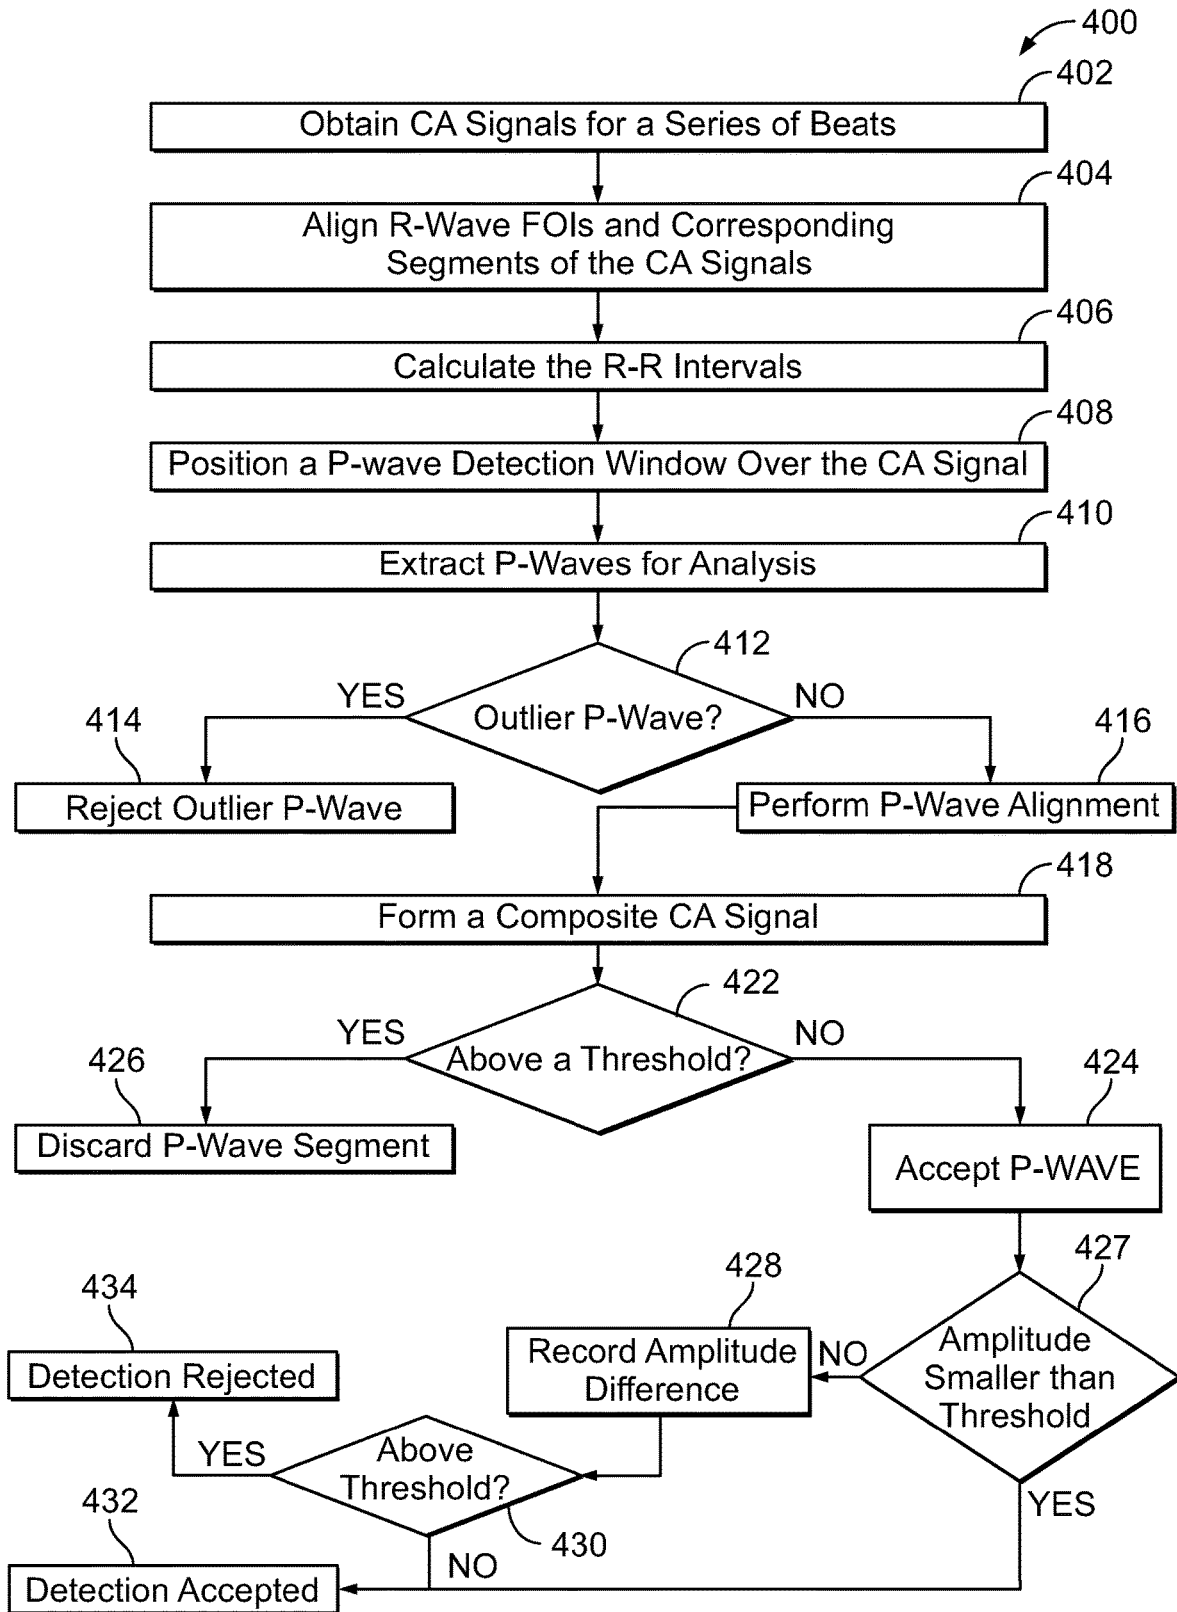 400
402
Obtain CA Signals for a Series of Beats
404
Align R-Wave FOIs and Corresponding
Segments of the CA Signals
406
Calculate the R-R Intervals
408
Position a P-wave Detection Window Over the CA Signal
410
Extract P-Waves for Analysis
412
YES
Outlier P-Wave?
NO
414
416
Reject Outlier P-Wave
Perform P-Wave Alignment
418
Form a Composite CA Signal
422
YES
Above a Threshold?
NO
426
424
Discard P-Wave Segment
Accept P-WAVE
427
428
434
Record Amplitude
Difference
NO
Amplitude
Smaller than
Threshold
Detection Rejected
YES
Above
Threshold?
YES
432
430
NO
Detection Accepted